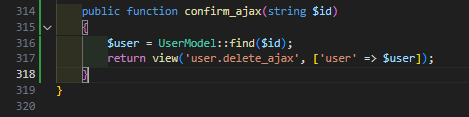 314 public function confirm_ajax(string $id)
315 {
316 $user = UserModel::find($id);
317 return view('user.delete_ajax', ['user' => $user]);
318 }
319 }
320